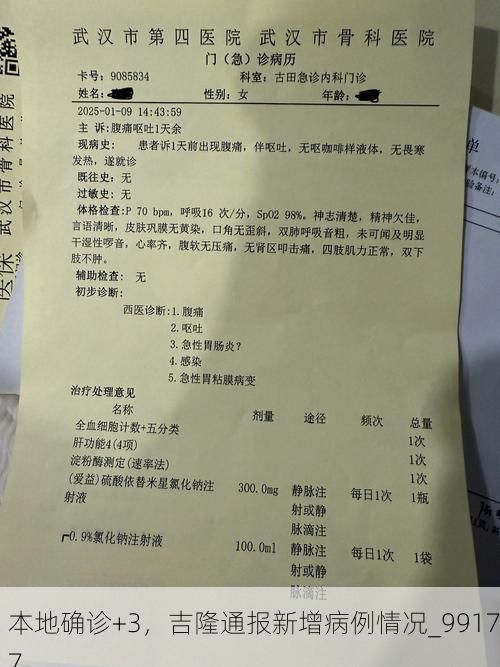 武汉市第四医院 武汉市骨科医院
门(急)诊病历
卡号: 9085834 科室: 古田急诊内科门诊
姓名: 性别: 女 年龄:
2025-01-09 14:43:59
主 诉:腹痛呕吐1天余
现病史: 患者诉1天前出现腹痛，伴呕吐，无呕咖啡样液体，无畏寒
发热，遂就诊
既往史: 无
过敏史: 无
体格检查:P 70 bpm，呼吸16 次/分，SpO2 98%。神志清楚，精神欠佳，
言语清晰，皮肤巩膜无黄染，口角无歪斜，双肺呼吸音粗，未可闻及明显
干湿性啰音，心率齐，腹软无压痛，无肾区叩击痛，四肢肌力正常，双下
肢不肿。
辅助检查: 无
初步诊断:
西医诊断:1.腹痛
2.呕吐
3.急性胃肠炎？
4.感染
5.急性胃粘膜病变
治疗处理意见
名称 剂量 途径 频次 总量
全血细胞计数+五分类 1次
肝功能4(4项) 1次
淀粉酶测定(速率法) 1次
(爱益)硫酸依替米星氯化钠注 300.0mg 静脉注 每日1次 1瓶
射液 射或静
脉滴注
┏0.9%氯化钠注射液 100.0ml 静脉注 每日1次 1袋
射或静
脉滴注
武汉市骨科医院
医保
单
样本编号:
本地确诊+3，吉隆通报新增病例情况_9917
7